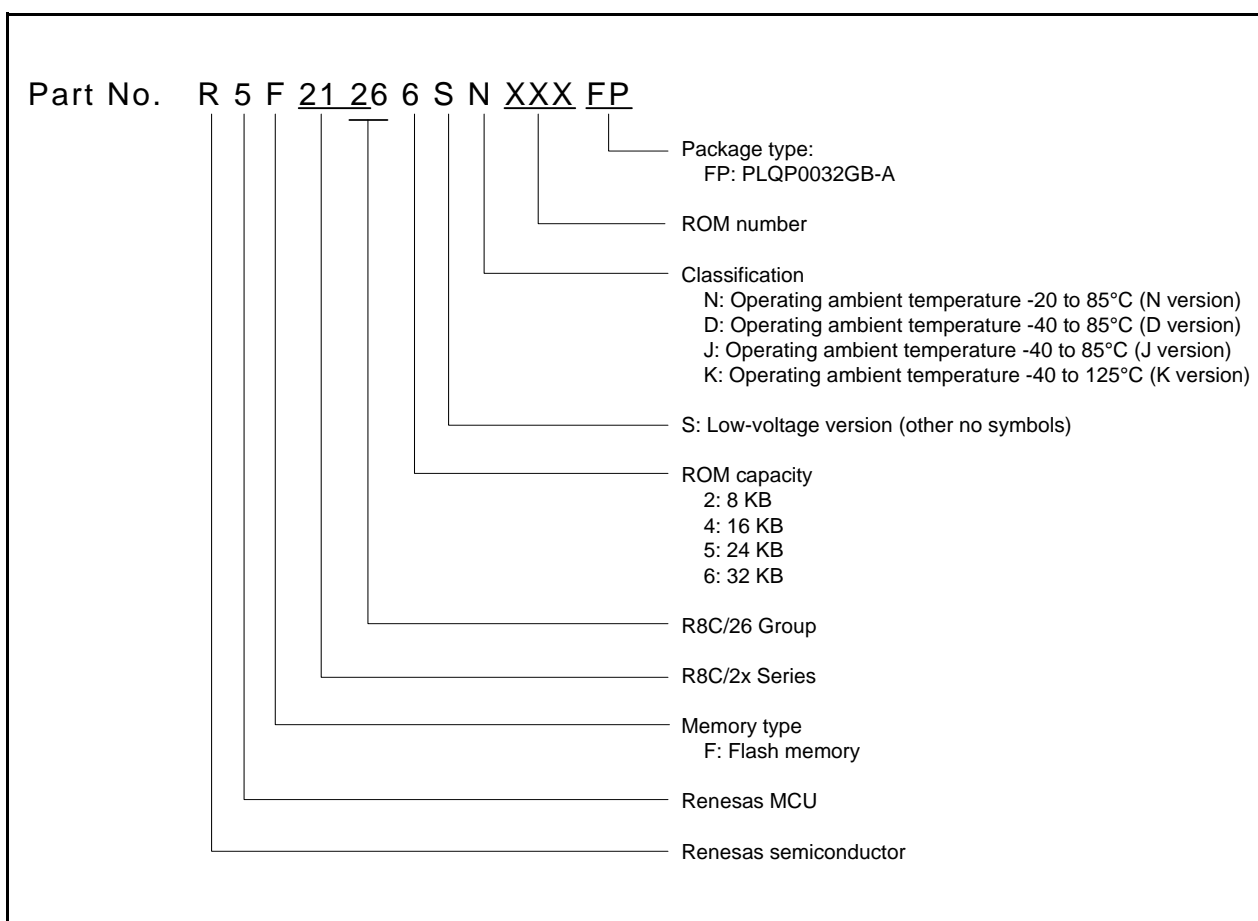 Part No. R 5 F 21 26 6 S N XXX FP
Package type:
FP: PLQP0032GB-A
ROM number
Classification
N: Operating ambient temperature -20 to 85°C (N version)
D: Operating ambient temperature -40 to 85°C (D version)
J: Operating ambient temperature -40 to 85°C (J version)
K: Operating ambient temperature -40 to 125°C (K version)
S: Low-voltage version (other no symbols)
ROM capacity
2: 8 KB
4: 16 KB
5: 24 KB
6: 32 KB
R8C/26 Group
R8C/2x Series
Memory type
F: Flash memory
Renesas MCU
Renesas semiconductor